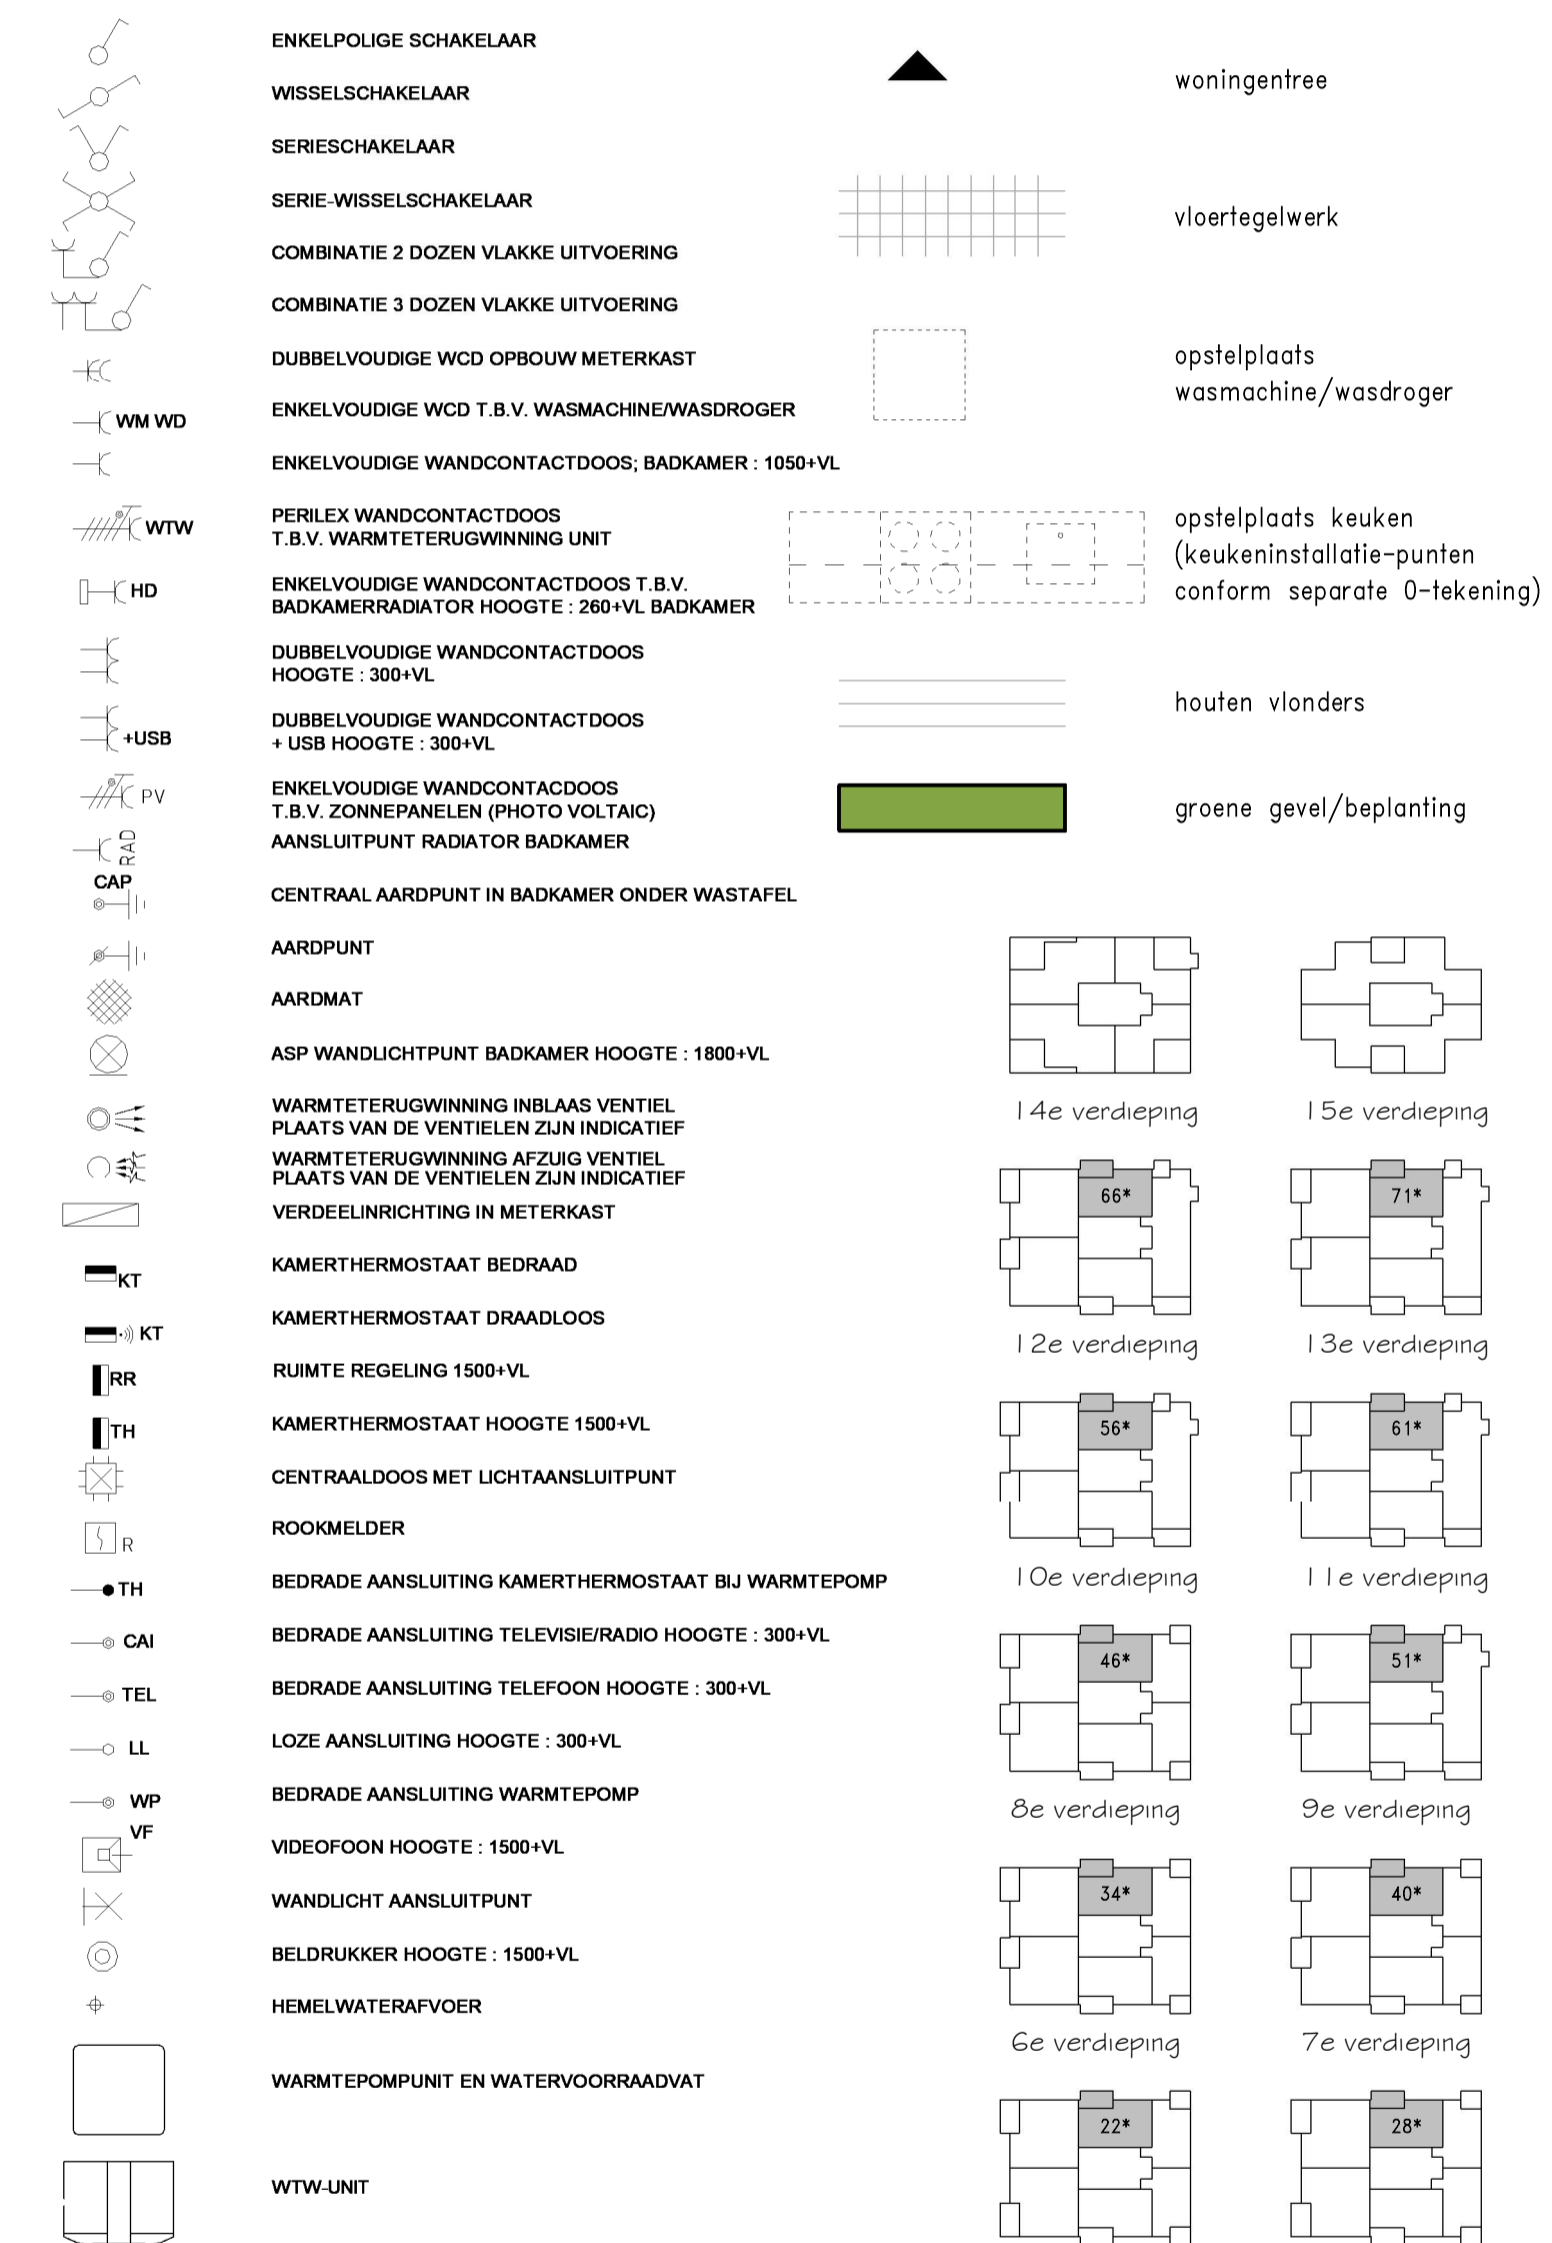 ENKELPOLIGE SCHAKELAAR
WISSELSCHAKELAAR
SERIESCHAKELAAR
SERIE-WISSELSCHAKELAAR
COMBINATIE 2 DOZEN VLAKKE UITVOERING
COMBINATIE 3 DOZEN VLAKKE UITVOERING
DUBBELVOUDIGE WCD OPBOUW METERKAST
WM WD ENKELVOUDIGE WCD T.B.V. WASMACHINE/WASDROGER
ENKELVOUDIGE WANDCONTACTDOOS; BADKAMER : 1050+VL
WTW PERILEX WANDCONTACTDOOS
T.B.V. WARMTETERUGWINNING UNIT
HD ENKELVOUDIGE WANDCONTACTDOOS T.B.V.
BADKAMERRADIATOR HOOGTE : 260+VL BADKAMER
DUBBELVOUDIGE WANDCONTACTDOOS
HOOGTE : 300+VL
DUBBELVOUDIGE WANDCONTACTDOOS
+USB + USB HOOGTE : 300+VL
PV ENKELVOUDIGE WANDCONTACDOOS
T.B.V. ZONNEPANELEN (PHOTO VOLTAIC)
RAD AANSLUITPUNT RADIATOR BADKAMER
CAP CENTRAAL AARDPUNT IN BADKAMER ONDER WASTAFEL
AARDPUNT
AARDMAT
ASP WANDLICHTPUNT BADKAMER HOOGTE : 1800+VL
WARMTETERUGWINNING INBLAAS VENTIEL
PLAATS VAN DE VENTIELEN ZIJN INDICATIEF
WARMTETERUGWINNING AFZUIG VENTIEL
PLAATS VAN DE VENTIELEN ZIJN INDICATIEF
VERDEELINRICHTING IN METERKAST
KT KAMERTHERMOSTAAT BEDRAAD
KT KAMERTHERMOSTAAT DRAADLOOS
RR RUIMTE REGELING 1500+VL
TH KAMERTHERMOSTAAT HOOGTE 1500+VL
CENTRAALDOOS MET LICHTAANSLUITPUNT
R ROOKMELDER
TH BEDRADE AANSLUITING KAMERTHERMOSTAAT BIJ WARMTEPOMP
CAI BEDRADE AANSLUITING TELEVISIE/RADIO HOOGTE : 300+VL
TEL BEDRADE AANSLUITING TELEFOON HOOGTE : 300+VL
LL LOZE AANSLUITING HOOGTE : 300+VL
WP BEDRADE AANSLUITING WARMTEPOMP
VF VIDEOFOON HOOGTE : 1500+VL
WANDLICHT AANSLUITPUNT
BELDRUKKER HOOGTE : 1500+VL
HEMELWATERAFVOER
WARMTEPOMPUNIT EN WATERVOORRAADVAT
WTW-UNIT
woningentree
vloertegelwerk
opstelplaats
wasmachine/wasdroger
opstelplaats keuken
(keukeninstallatie-punten
conform separate 0-tekening)
houten vlonders
groene gevel/beplanting
14e verdieping 15e verdieping
66* 71*
12e verdieping 13e verdieping
56* 61*
10e verdieping 11e verdieping
46* 51*
8e verdieping 9e verdieping
34* 40*
6e verdieping 7e verdieping
22* 28*